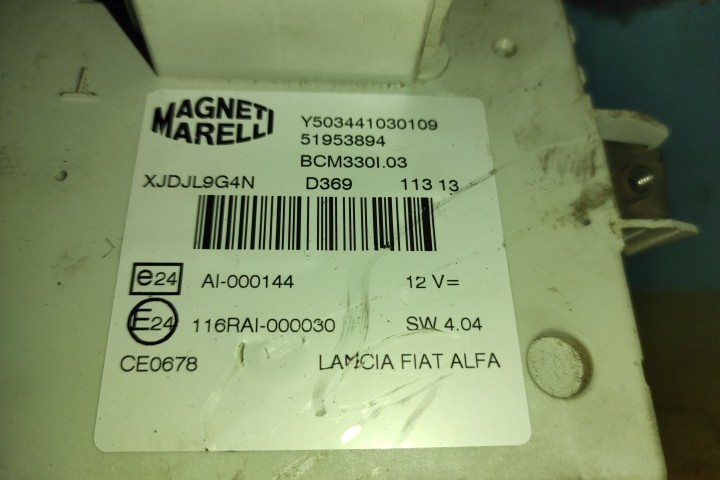 MAGNETI
MARELLI
Y503441030109
51953894
BCM330I.03
XJDJL9G4N D369 113 13
e24 AI-000144 12 V=
E24 116RAI-000030 SW 4.04
CE0678 LANCIA FIAT ALFA